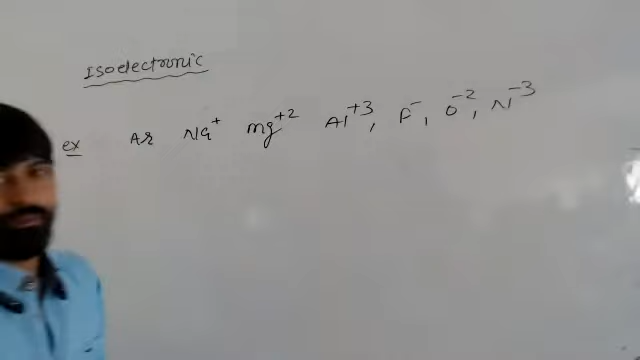 Isoelectronic
ex Ar Na⁺ mg⁺² Al⁺³, F⁻, O⁻², N⁻³